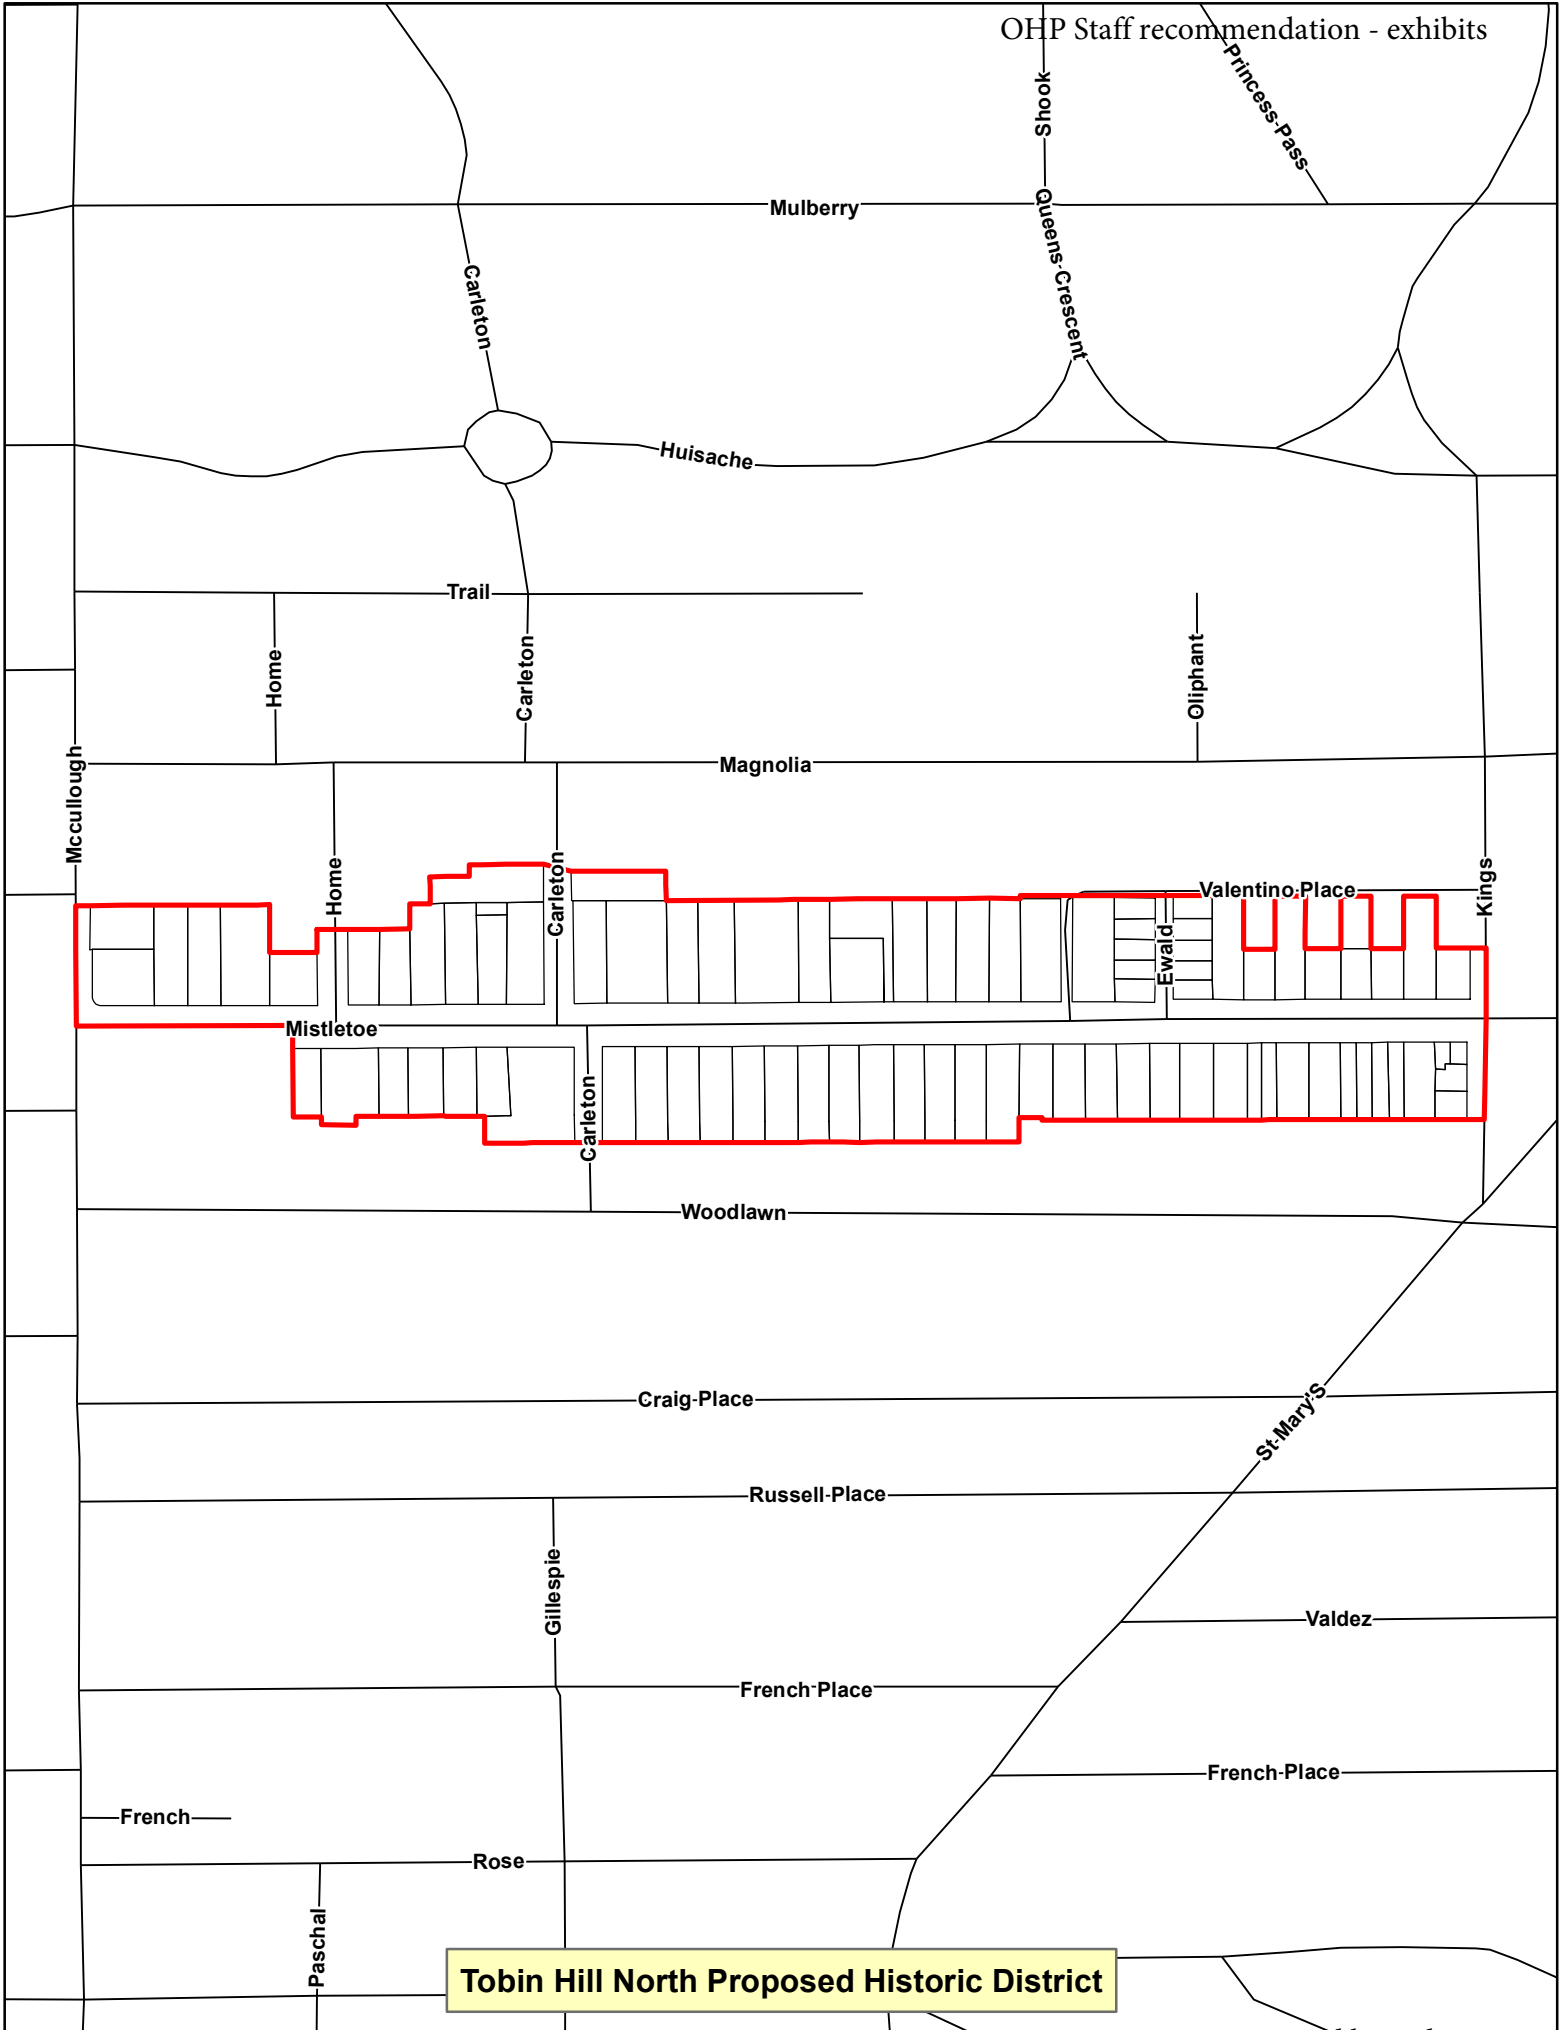 OHP Staff recommendation - exhibits
Shook
Princess-Pass
Mulberry
Queens-Crescent
Carleton
Huisache
Trail
Home
Carleton
Oliphant
Mccullough
Magnolia
Home
Carleton
Valentino-Place
Kings
Ewald
Mistletoe
Carleton
Woodlawn
Craig-Place
St-Mary'S
Russell-Place
Gillespie
Valdez
French-Place
French-Place
French
Rose
Paschal
Tobin Hill North Proposed Historic District